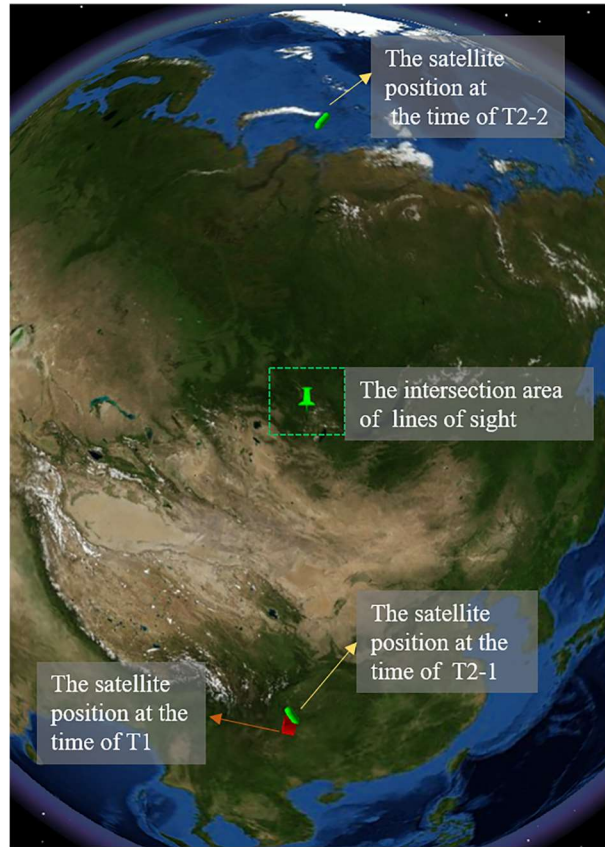 The satellite
position at
the time of T2-2
The intersection area
of lines of sight
The satellite
position at the
time of T2-1
The satellite
position at the
time of T1